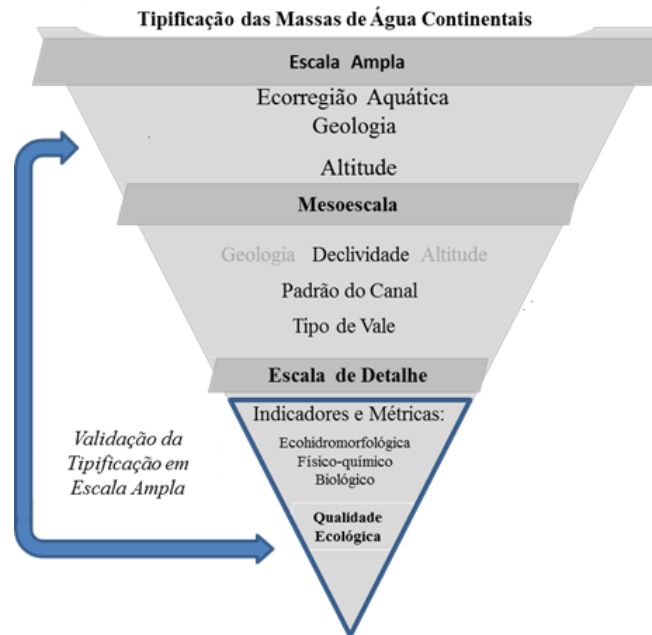 Tipificação das Massas de Água Continentais
Escala Ampla
Ecorregião Aquática
Geologia
Altitude
Mesoescala
Geologia Declividade Altitude
Padrão do Canal
Tipo de Vale
Escala de Detalhe
Indicadores e Métricas:
Ecohidromorfológica
Físico-químico
Biológico
Qualidade
Ecológica
Validação da
Tipificação em
Escala Ampla